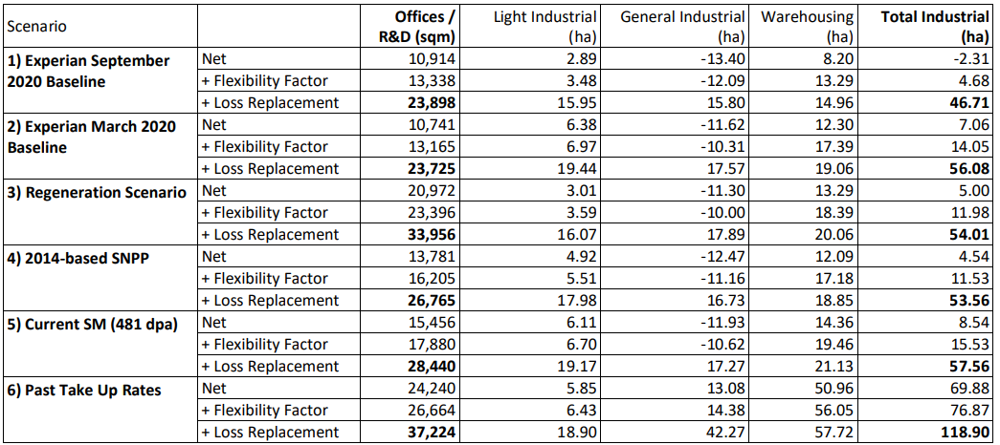 Scenario Offices / R&D (sqm) Light Industrial (ha) General Industrial (ha) Warehousing (ha) Total Industrial (ha)
1) Experian September 2020 Baseline Net 10,914 2.89 -13.40 8.20 -2.31
+ Flexibility Factor 13,338 3.48 -12.09 13.29 4.68
+ Loss Replacement 23,898 15.95 15.80 14.96 46.71
2) Experian March 2020 Baseline Net 10,741 6.38 -11.62 12.30 7.06
+ Flexibility Factor 13,165 6.97 -10.31 17.39 14.05
+ Loss Replacement 23,725 19.44 17.57 19.06 56.08
3) Regeneration Scenario Net 20,972 3.01 -11.30 13.29 5.00
+ Flexibility Factor 23,396 3.59 -10.00 18.39 11.98
+ Loss Replacement 33,956 16.07 17.89 20.06 54.01
4) 2014-based SNPP Net 13,781 4.92 -12.47 12.09 4.54
+ Flexibility Factor 16,205 5.51 -11.16 17.18 11.53
+ Loss Replacement 26,765 17.98 16.73 18.85 53.56
5) Current SM (481 dpa) Net 15,456 6.11 -11.93 14.36 8.54
+ Flexibility Factor 17,880 6.70 -10.62 19.46 15.53
+ Loss Replacement 28,440 19.17 17.27 21.13 57.56
6) Past Take Up Rates Net 24,240 5.85 13.08 50.96 69.88
+ Flexibility Factor 26,664 6.43 14.38 56.05 76.87
+ Loss Replacement 37,224 18.90 42.27 57.72 118.90